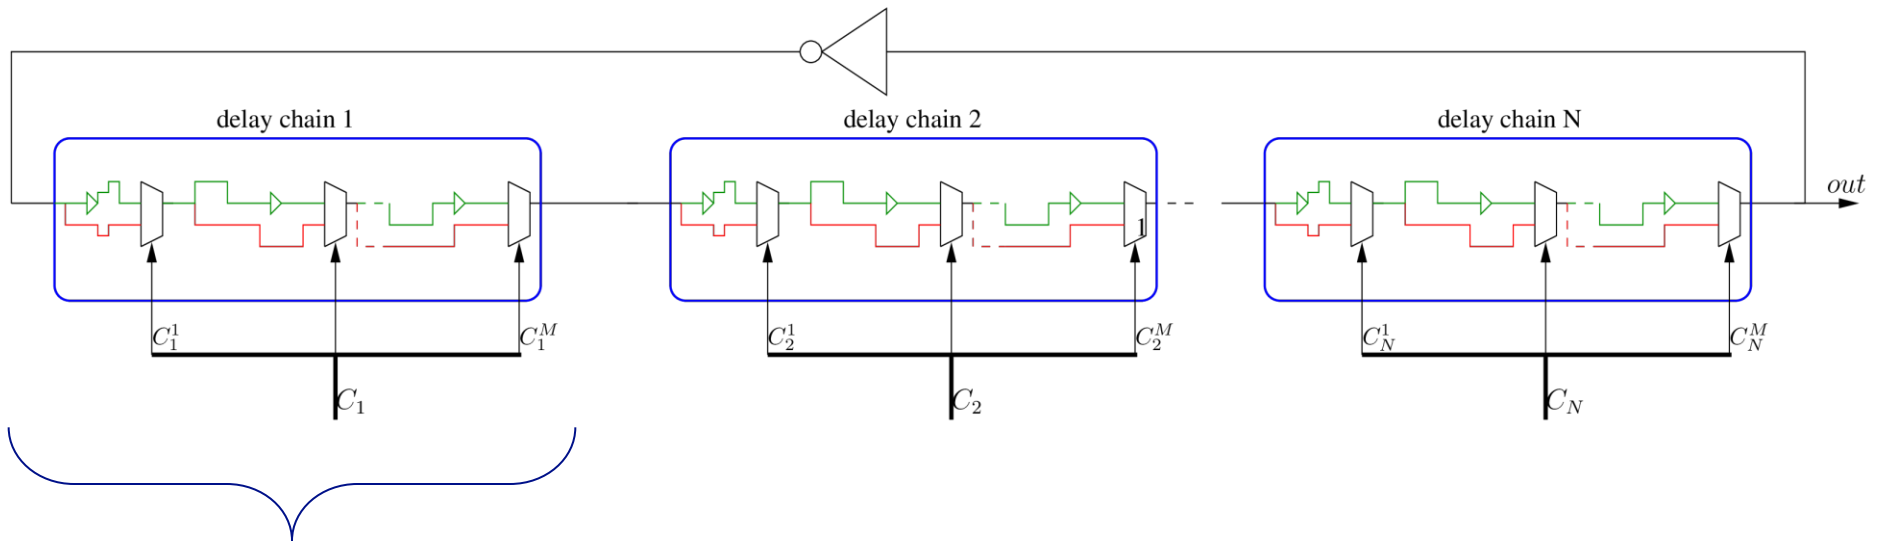 delay chain 1
delay chain 2
delay chain N
out
1
C_1^1
C_1^M
C_2^1
C_2^M
C_N^1
C_N^M
C_1
C_2
C_N